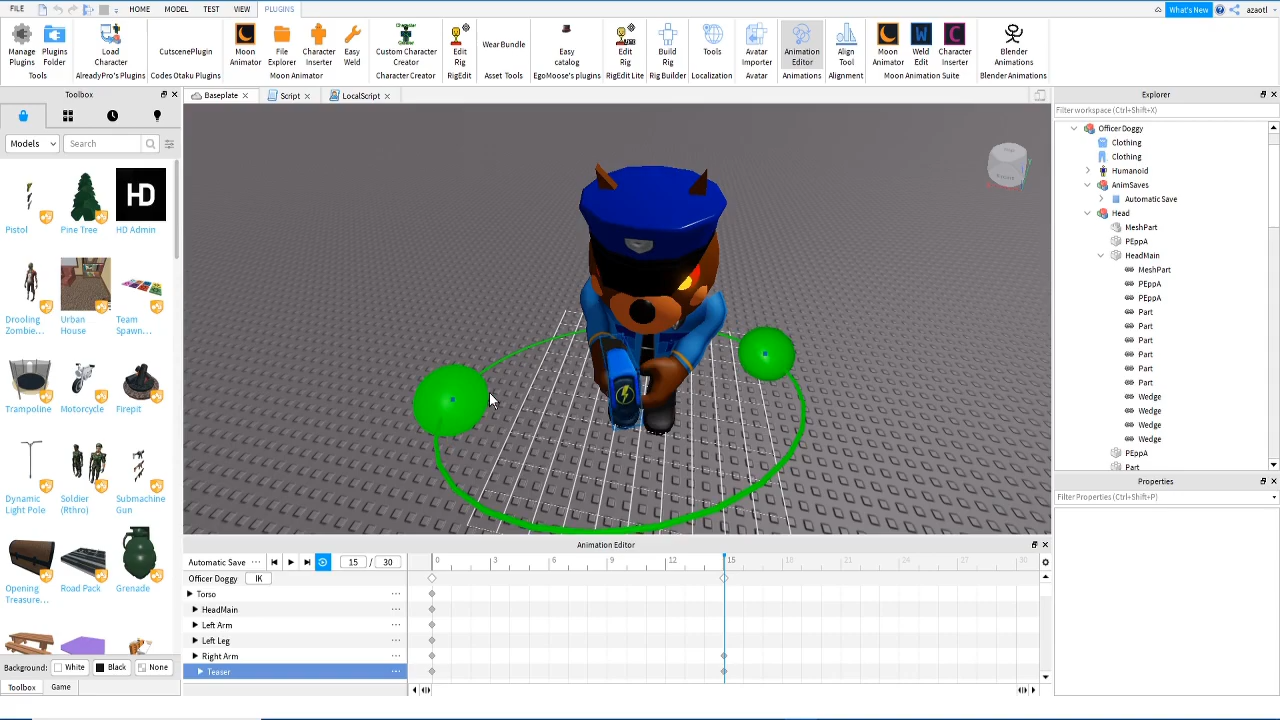 FILE HOME MODEL TEST VIEW PLUGINS What's New azaotl
Manage Plugins Plugins Folder Load Character CutscenePlugin Moon Animator File Explorer Character Inserter Easy Weld Custom Character Creator Edit Rig Wear Bundle Easy catalog Edit Rig Build Rig Tools Avatar Importer Animation Editor Align Tool Moon Animator Weld Edit Character Inserter Blender Animations
Tools AlreadyPro's Plugins Codes Otaku Plugins Moon Animator Character Creator RigEdit Asset Tools EgoMoose's plugins RigEdit Lite Rig Builder Localization Avatar Animations Alignment Moon Animation Suite Blender Animations
Toolbox
Baseplate Script LocalScript
Models Search
HD
Pistol Pine Tree HD Admin
Drooling Zombie... Urban House Team Spawn...
Trampoline Motorcycle Firepit
Dynamic Light Pole Soldier (Rthro) Submachine Gun
Opening Treasure... Road Pack Grenade
Background: White Black None
Toolbox Game
Explorer
Filter workspace (Ctrl+Shift+X)
Officer Doggy
Clothing
Clothing
Humanoid
AnimSaves
Automatic Save
Head
MeshPart
PEppA
HeadMain
MeshPart
PEppA
PEppA
Part
Part
Part
Part
Part
Part
Wedge
Wedge
Wedge
Wedge
PEppA
Part
Properties
Filter Properties (Ctrl+Shift+P)
Animation Editor
Automatic Save 15 / 30 0 3 6 9 12 15 18 21 24 27 30
Officer Doggy IK
Torso
HeadMain
Left Arm
Left Leg
Right Arm
Teaser